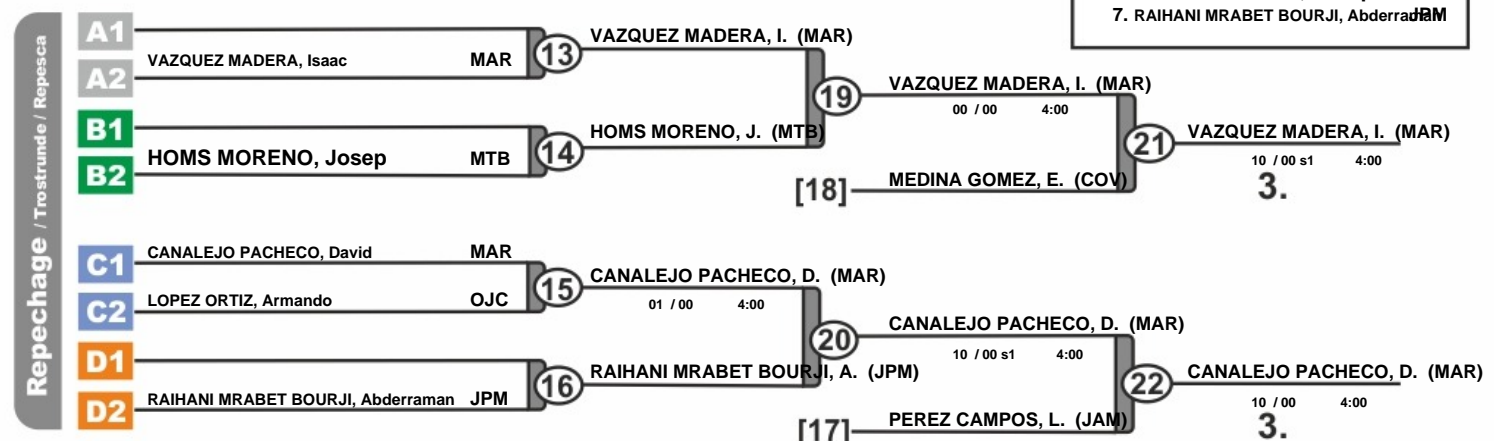 7. RAIHANI MRABET BOURJI, Abderraman JPM
Repechage / Trostrunde / Repesca
A1
VAZQUEZ MADERA, Isaac MAR
A2
13
VAZQUEZ MADERA, I. (MAR)
B1
HOMS MORENO, Josep MTB
B2
14
HOMS MORENO, J. (MTB)
19
VAZQUEZ MADERA, I. (MAR)
00 / 00 4:00
[18]
MEDINA GOMEZ, E. (COV)
21
VAZQUEZ MADERA, I. (MAR)
10 / 00 s1 4:00
3.
C1
CANALEJO PACHECO, David MAR
C2
LOPEZ ORTIZ, Armando OJC
15
CANALEJO PACHECO, D. (MAR)
01 / 00 4:00
D1
D2
RAIHANI MRABET BOURJI, Abderraman JPM
16
RAIHANI MRABET BOURJI, A. (JPM)
20
CANALEJO PACHECO, D. (MAR)
10 / 00 s1 4:00
[17]
PEREZ CAMPOS, L. (JAM)
22
CANALEJO PACHECO, D. (MAR)
10 / 00 4:00
3.